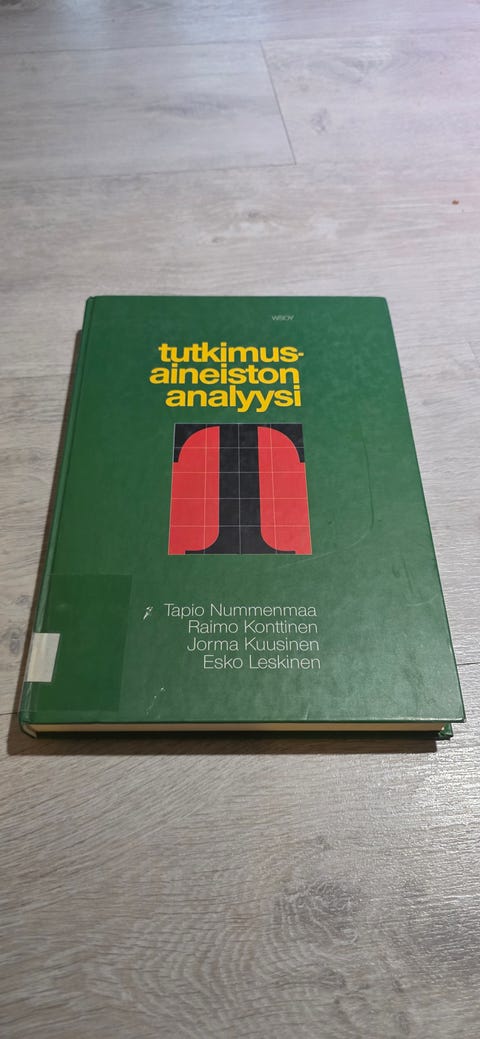 WSOY
tutkimus-
aineiston
analyysi
Tapio Nummenmaa
Raimo Konttinen
Jorma Kuusinen
Esko Leskinen